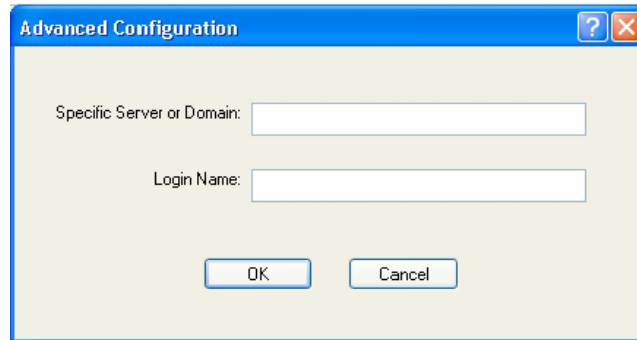 Advanced Configuration
?
Specific Server or Domain:
Login Name:
OK Cancel